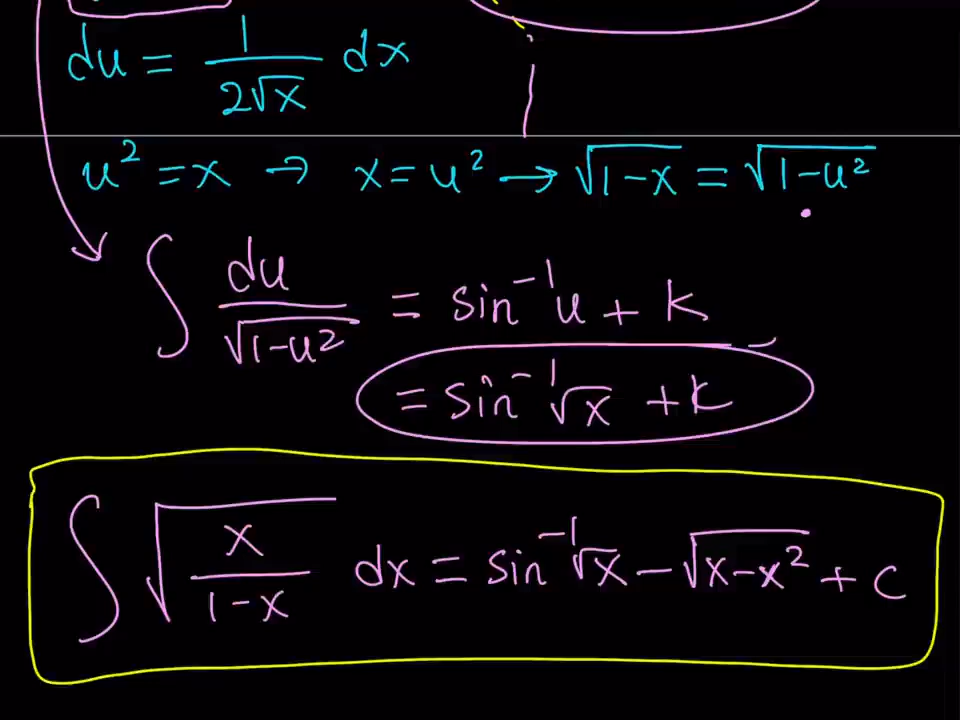 du = 1/(2√x) dx
u² = x → x = u² → √(1-x) = √(1-u²)
∫ du/√(1-u²) = sin⁻¹u + k
= sin⁻¹√x + k
∫ √(x/(1-x)) dx = sin⁻¹√x - √(x-x²) + c